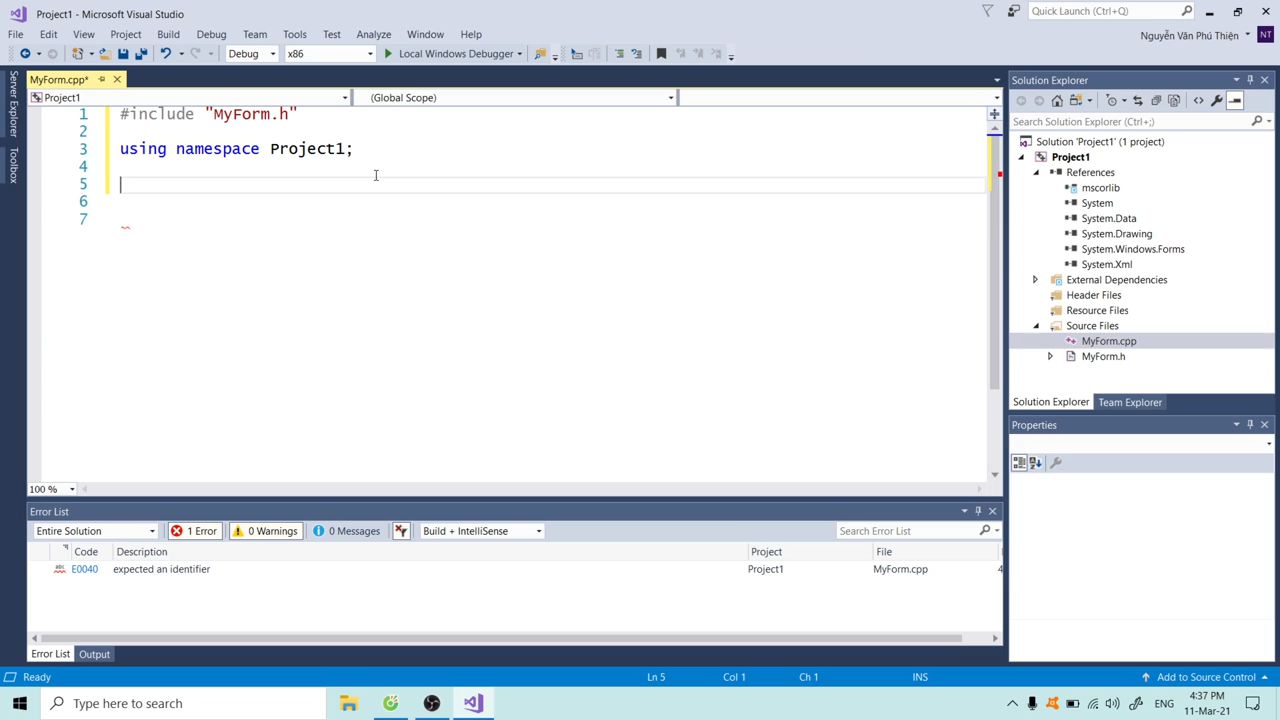 Project1 - Microsoft Visual Studio
Quick Launch (Ctrl+Q)
File Edit View Project Build Debug Team Tools Test Analyze Window Help
Nguyễn Văn Phú Thiện NT
Debug x86 Local Windows Debugger
Server Explorer
Toolbox
MyForm.cpp*
Project1 (Global Scope)
1 #include "MyForm.h"
2
3 using namespace Project1;
4
5
6
7
100 %
Solution Explorer
Search Solution Explorer (Ctrl+;)
Solution 'Project1' (1 project)
Project1
References
mscorlib
System
System.Data
System.Drawing
System.Windows.Forms
System.Xml
External Dependencies
Header Files
Resource Files
Source Files
MyForm.cpp
MyForm.h
Solution Explorer Team Explorer
Properties
Error List
Entire Solution 1 Error 0 Warnings 0 Messages Build + IntelliSense Search Error List
Code Description Project File
abc E0040 expected an identifier Project1 MyForm.cpp 4
Error List Output
Ready Ln 5 Col 1 Ch 1 INS Add to Source Control
Type here to search
ENG
4:37 PM
11-Mar-21